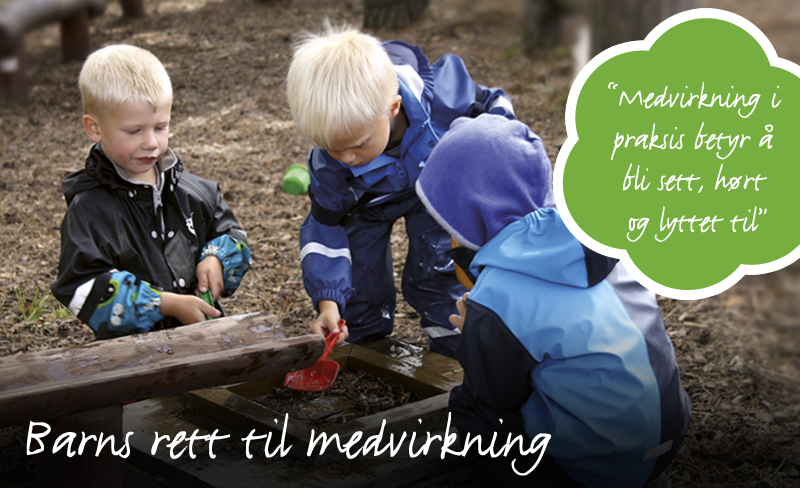 “Medvirkning i
praksis betyr å
bli sett, hørt
og lyttet til”
Barns rett til medvirkning